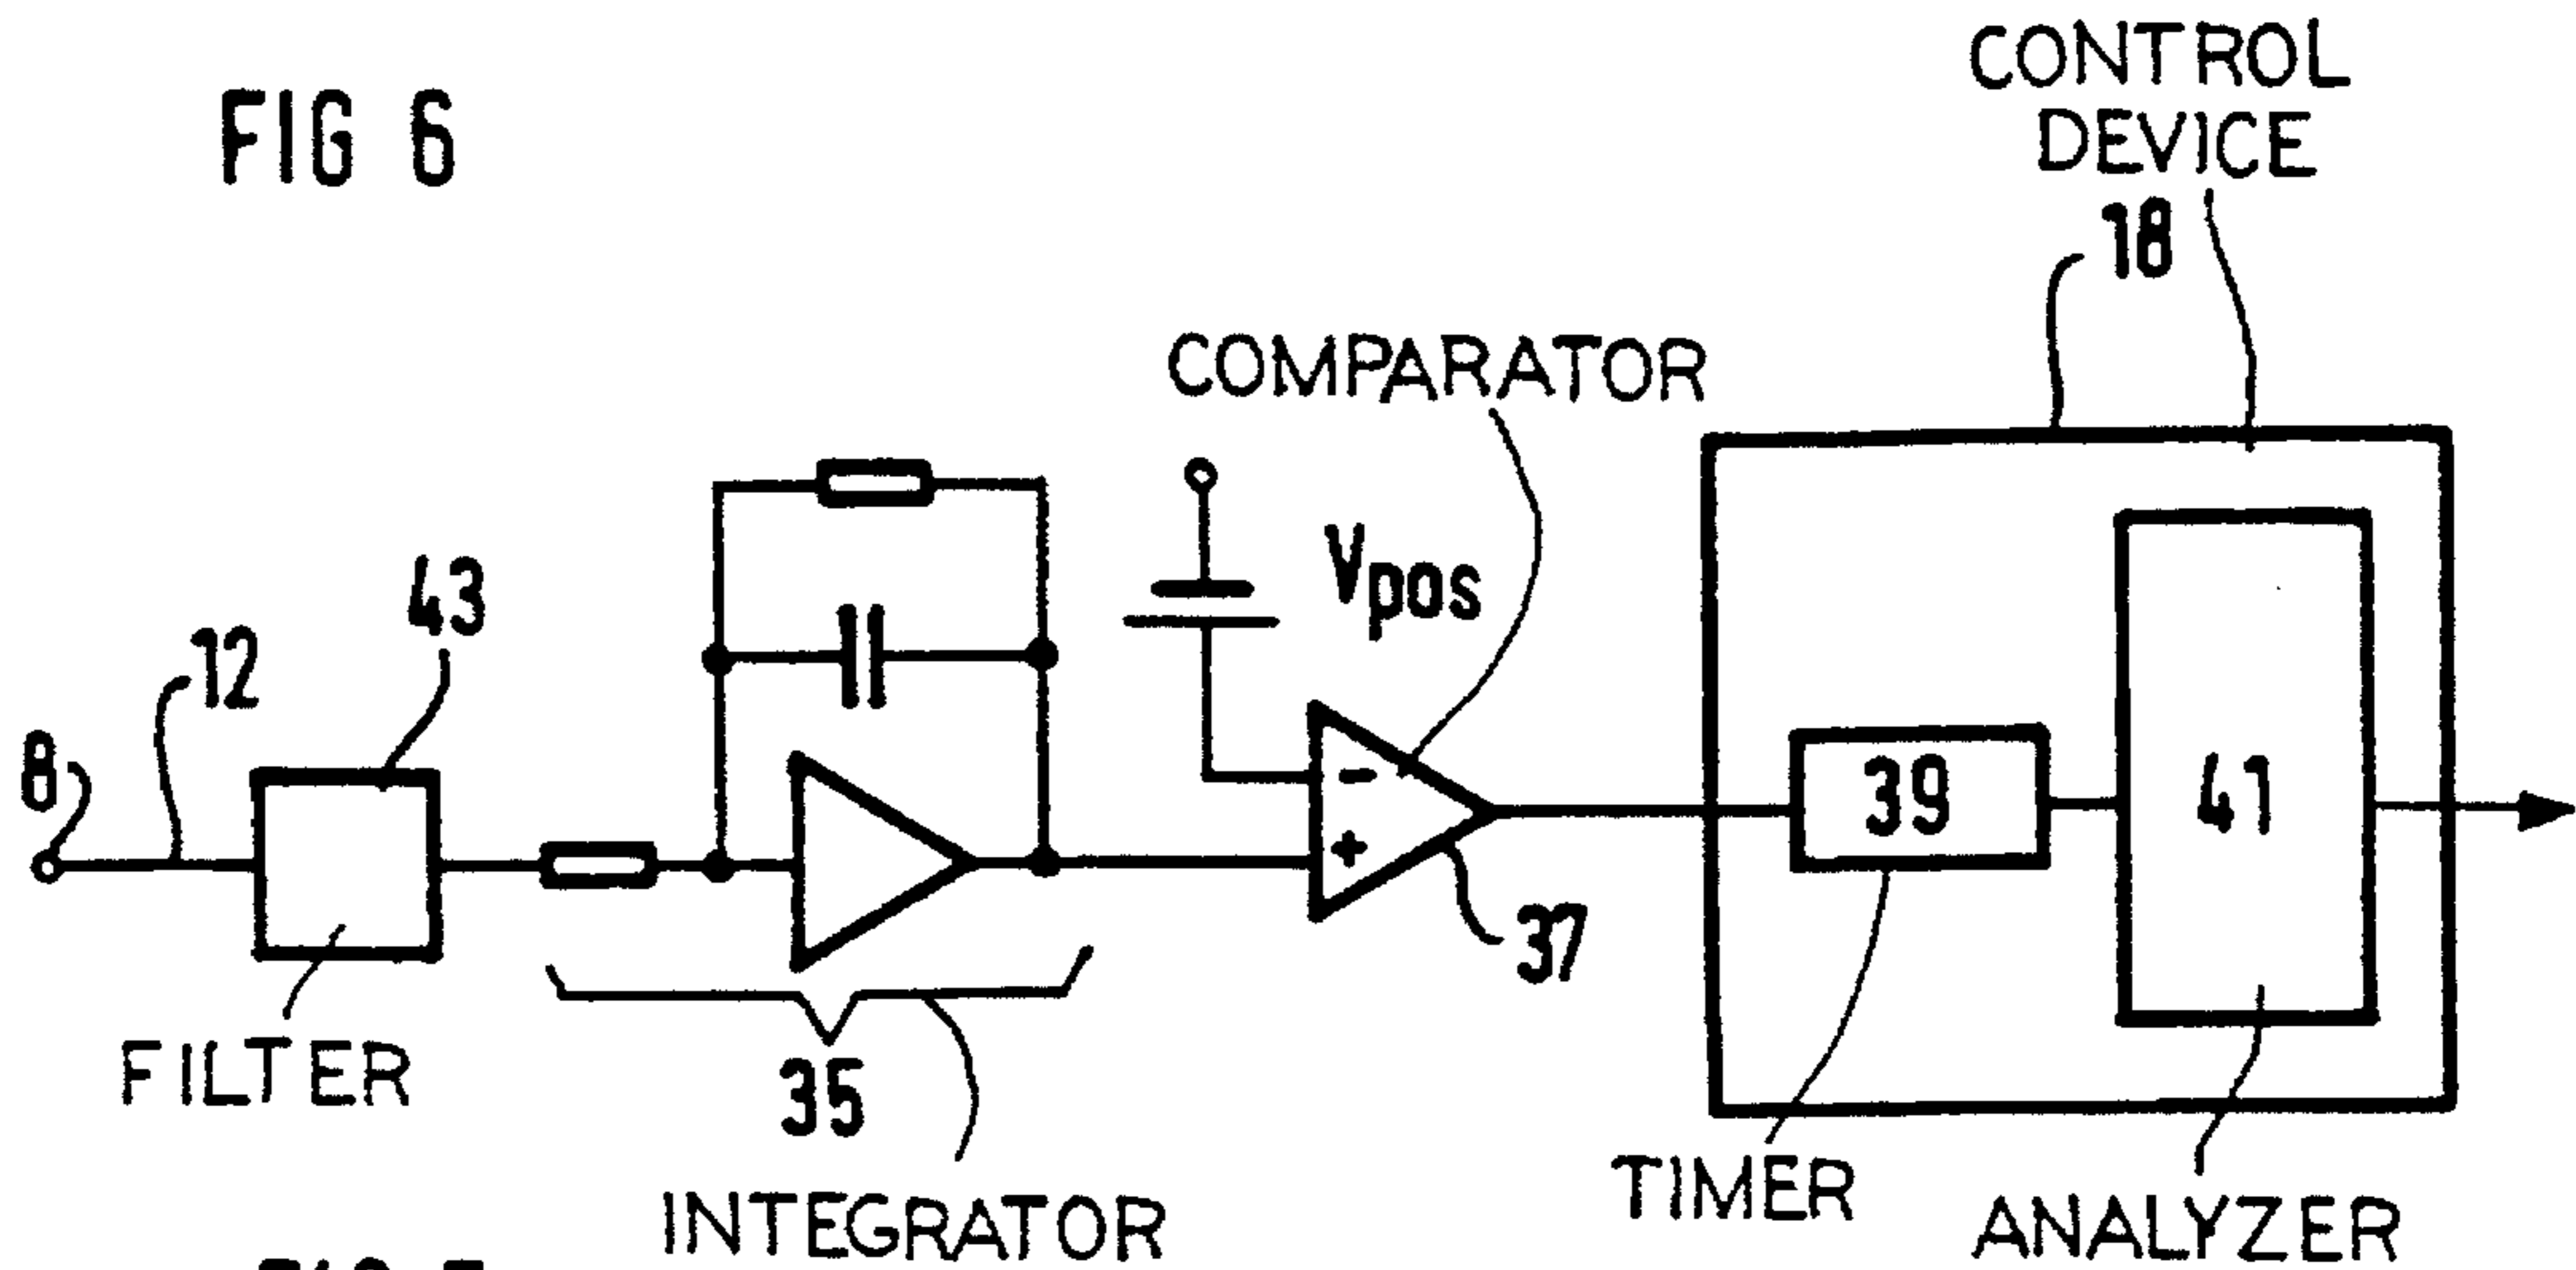 FIG 6
CONTROL
DEVICE
18
COMPARATOR
Vpos
43
12
8
-
+
39
41
37
FILTER
35
INTEGRATOR
TIMER
ANALYZER